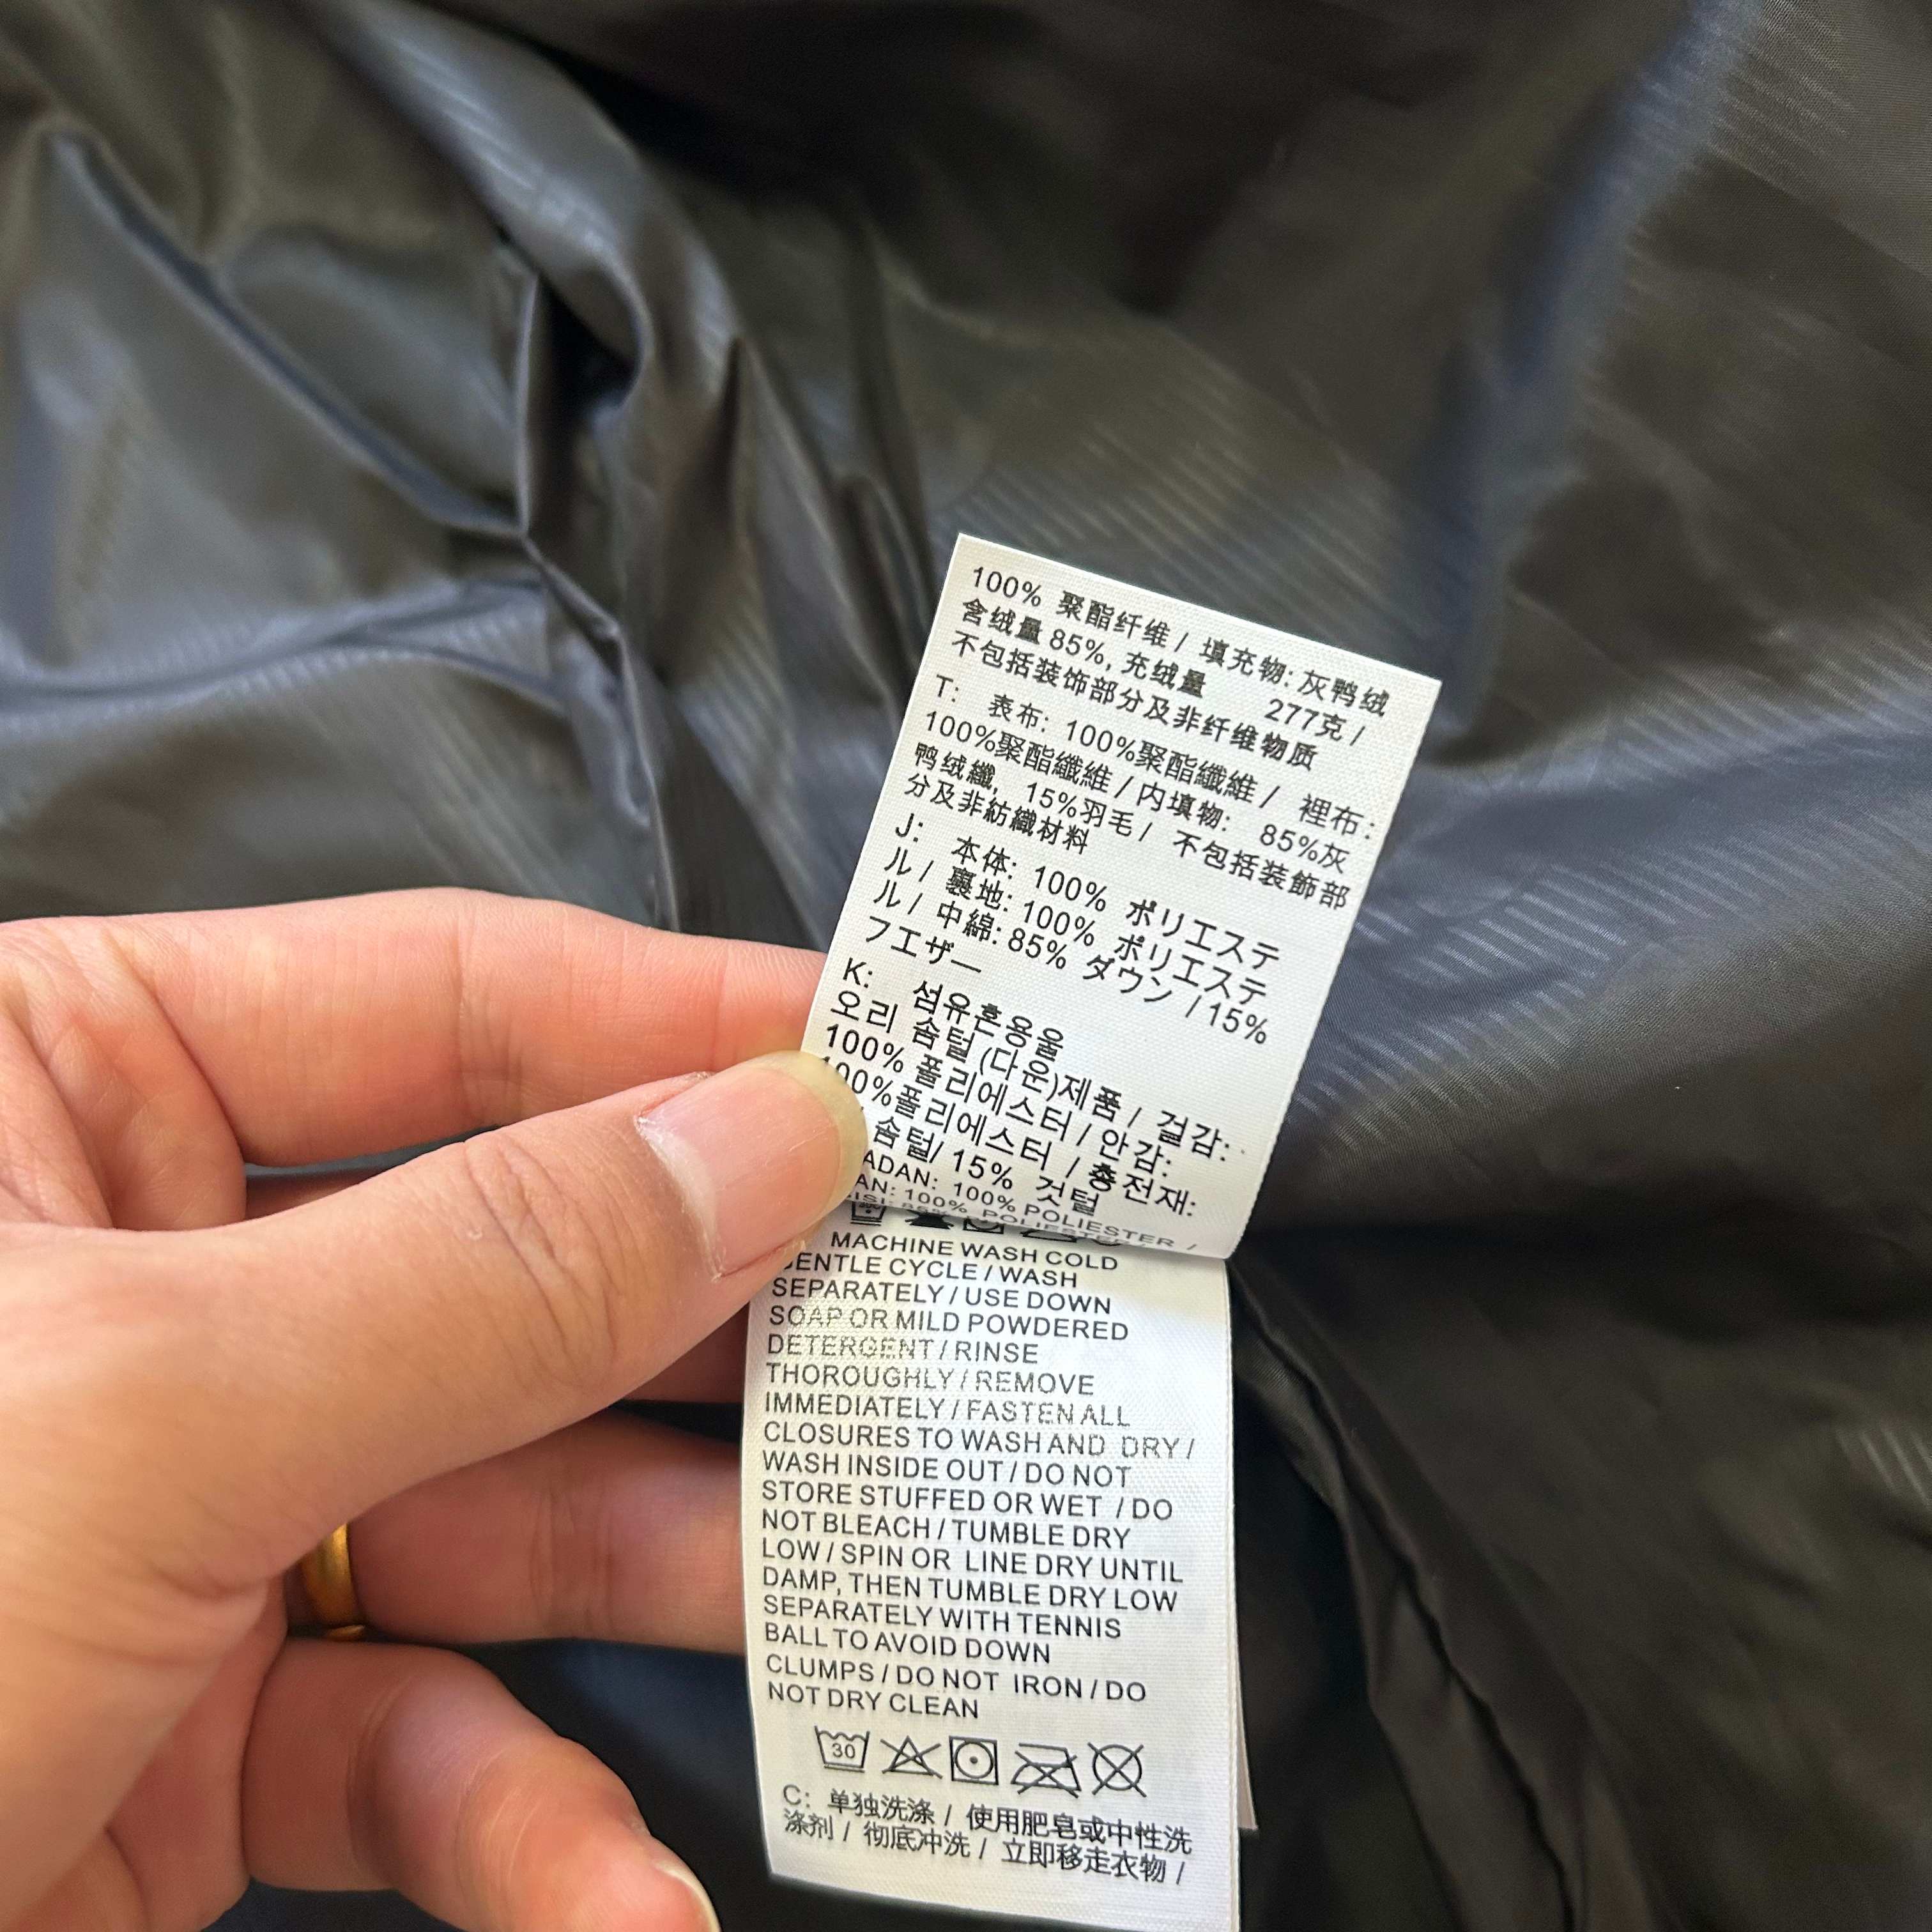 100% 聚酯纤维 / 填充物: 灰鸭绒
含绒量 85%, 充绒量 277克 /
不包括装饰部分及非纤维物质
T: 表布: 100%聚酯纖維 / 裡布:
100%聚酯纖維 / 内填物: 85%灰
鸭绒纖, 15%羽毛 / 不包括装飾部
分及非紡織材料
J: 本体: 100% ポリエステ
ル / 裏地: 100% ポリエステ
ル / 中綿: 85% ダウン / 15%
フエザー
K: 섬유혼용울
오리 솜털 (다운)제품 / 걸감:
100% 폴리에스터 / 안감:
00%폴리에스터 / 충전재:
솜털/ 15% 깃털
ADAN: 100% POLIESTER /
AN: 100% POLIESTER /
MACHINE WASH COLD
ENTLE CYCLE / WASH
SEPARATELY / USE DOWN
SOAP OR MILD POWDERED
DETERGENT / RINSE
THOROUGHLY / REMOVE
IMMEDIATELY / FASTEN ALL
CLOSURES TO WASH AND DRY /
WASH INSIDE OUT / DO NOT
STORE STUFFED OR WET / DO
NOT BLEACH / TUMBLE DRY
LOW / SPIN OR LINE DRY UNTIL
DAMP, THEN TUMBLE DRY LOW
SEPARATELY WITH TENNIS
BALL TO AVOID DOWN
CLUMPS / DO NOT IRON / DO
NOT DRY CLEAN
30
C: 单独洗涤 / 使用肥皂或中性洗
涤剂 / 彻底冲洗 / 立即移走衣物 /